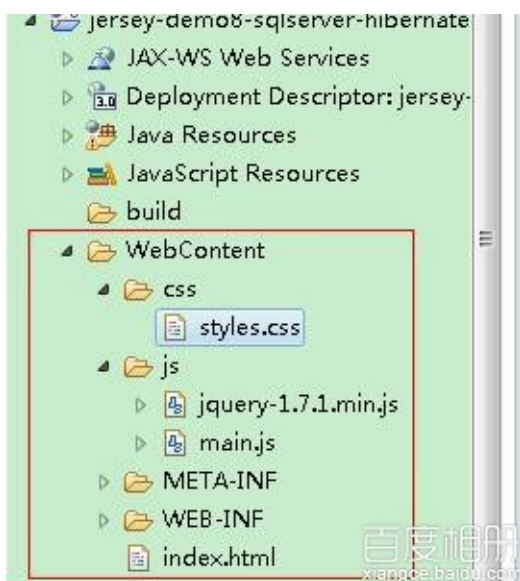 jersey-demo8-sqlserver-hibernate
JAX-WS Web Services
3.0 Deployment Descriptor: jersey-
Java Resources
JavaScript Resources
build
WebContent
css
styles.css
js
jquery-1.7.1.min.js
main.js
META-INF
WEB-INF
index.html
百度相册
xiangce.baidu.com